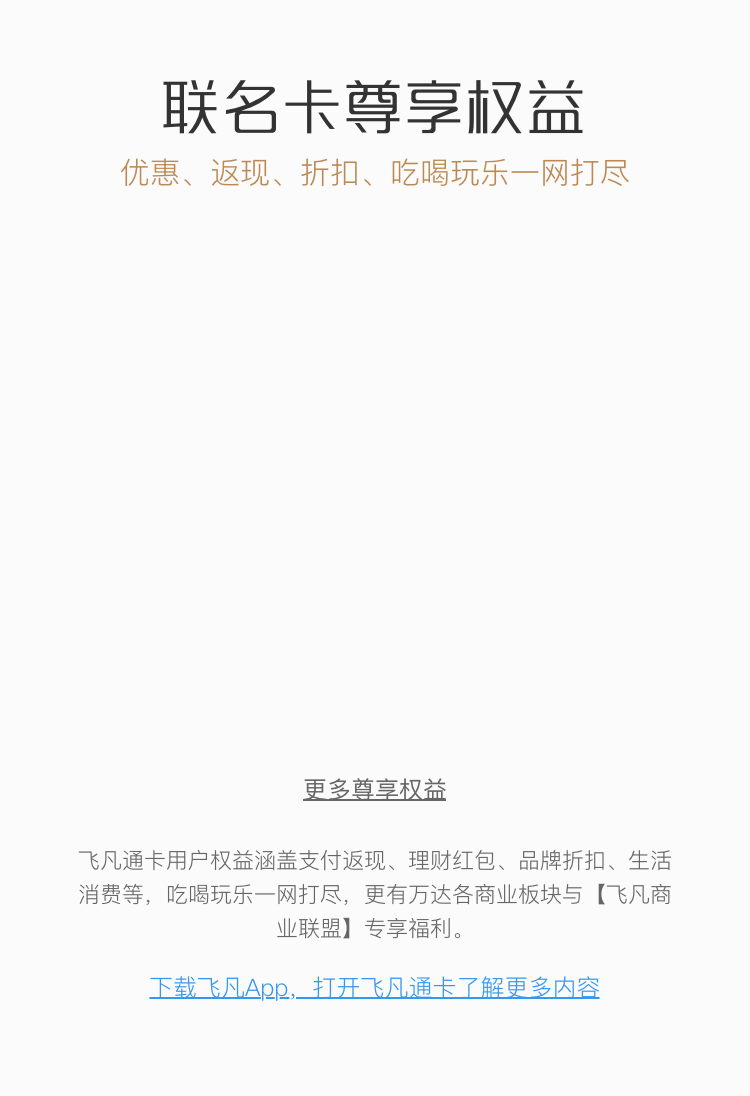 联名卡尊享权益
优惠、返现、折扣、吃喝玩乐一网打尽
更多尊享权益
飞凡通卡用户权益涵盖支付返现、理财红包、品牌折扣、生活
消费等，吃喝玩乐一网打尽，更有万达各商业板块与【飞凡商
业联盟】专享福利。
下载飞凡App，打开飞凡通卡了解更多内容